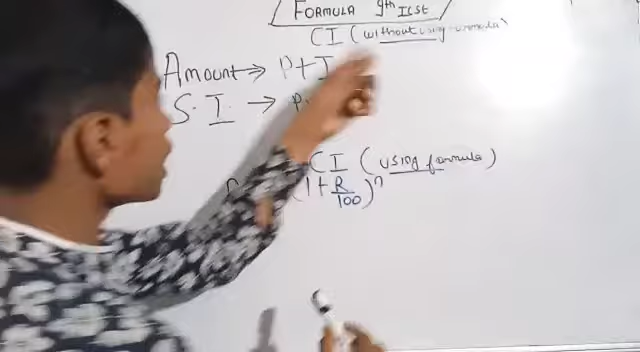 FORMULA 9th ICSE
CI (without using formula)
Amount → P+I
S.I. → P
CI (using formula)
(1+R/100)^n